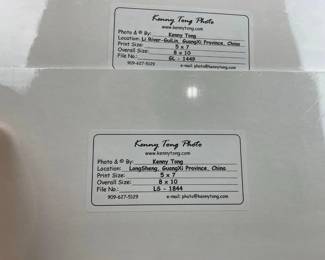 Kenny Tong Photo
www.kennytong.com
Photo & © By: Kenny Tong
Location: Li River-GuiLin, GuangXi Province, China
Print Size: 5 x 7
Overall Size: 8 x 10
File No.: GL - 1449
909-627-5129 e-mail: photo@kennytong.com
Kenny Tong Photo
www.kennytong.com
Photo & © By: Kenny Tong
Location: LongSheng, GuangXi Province, China
Print Size: 5 x 7
Overall Size: 8 x 10
File No.: LS - 1844
909-627-5129 e-mail: photo@kennytong.com